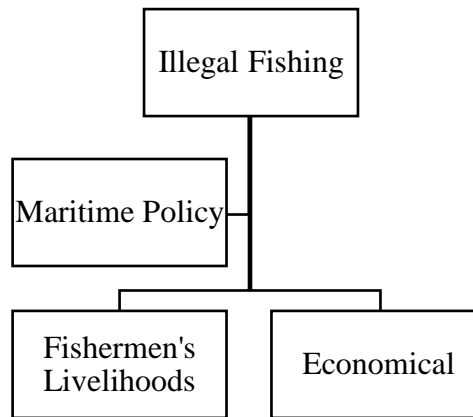 Illegal Fishing
Maritime Policy
Fishermen's
Livelihoods
Economical